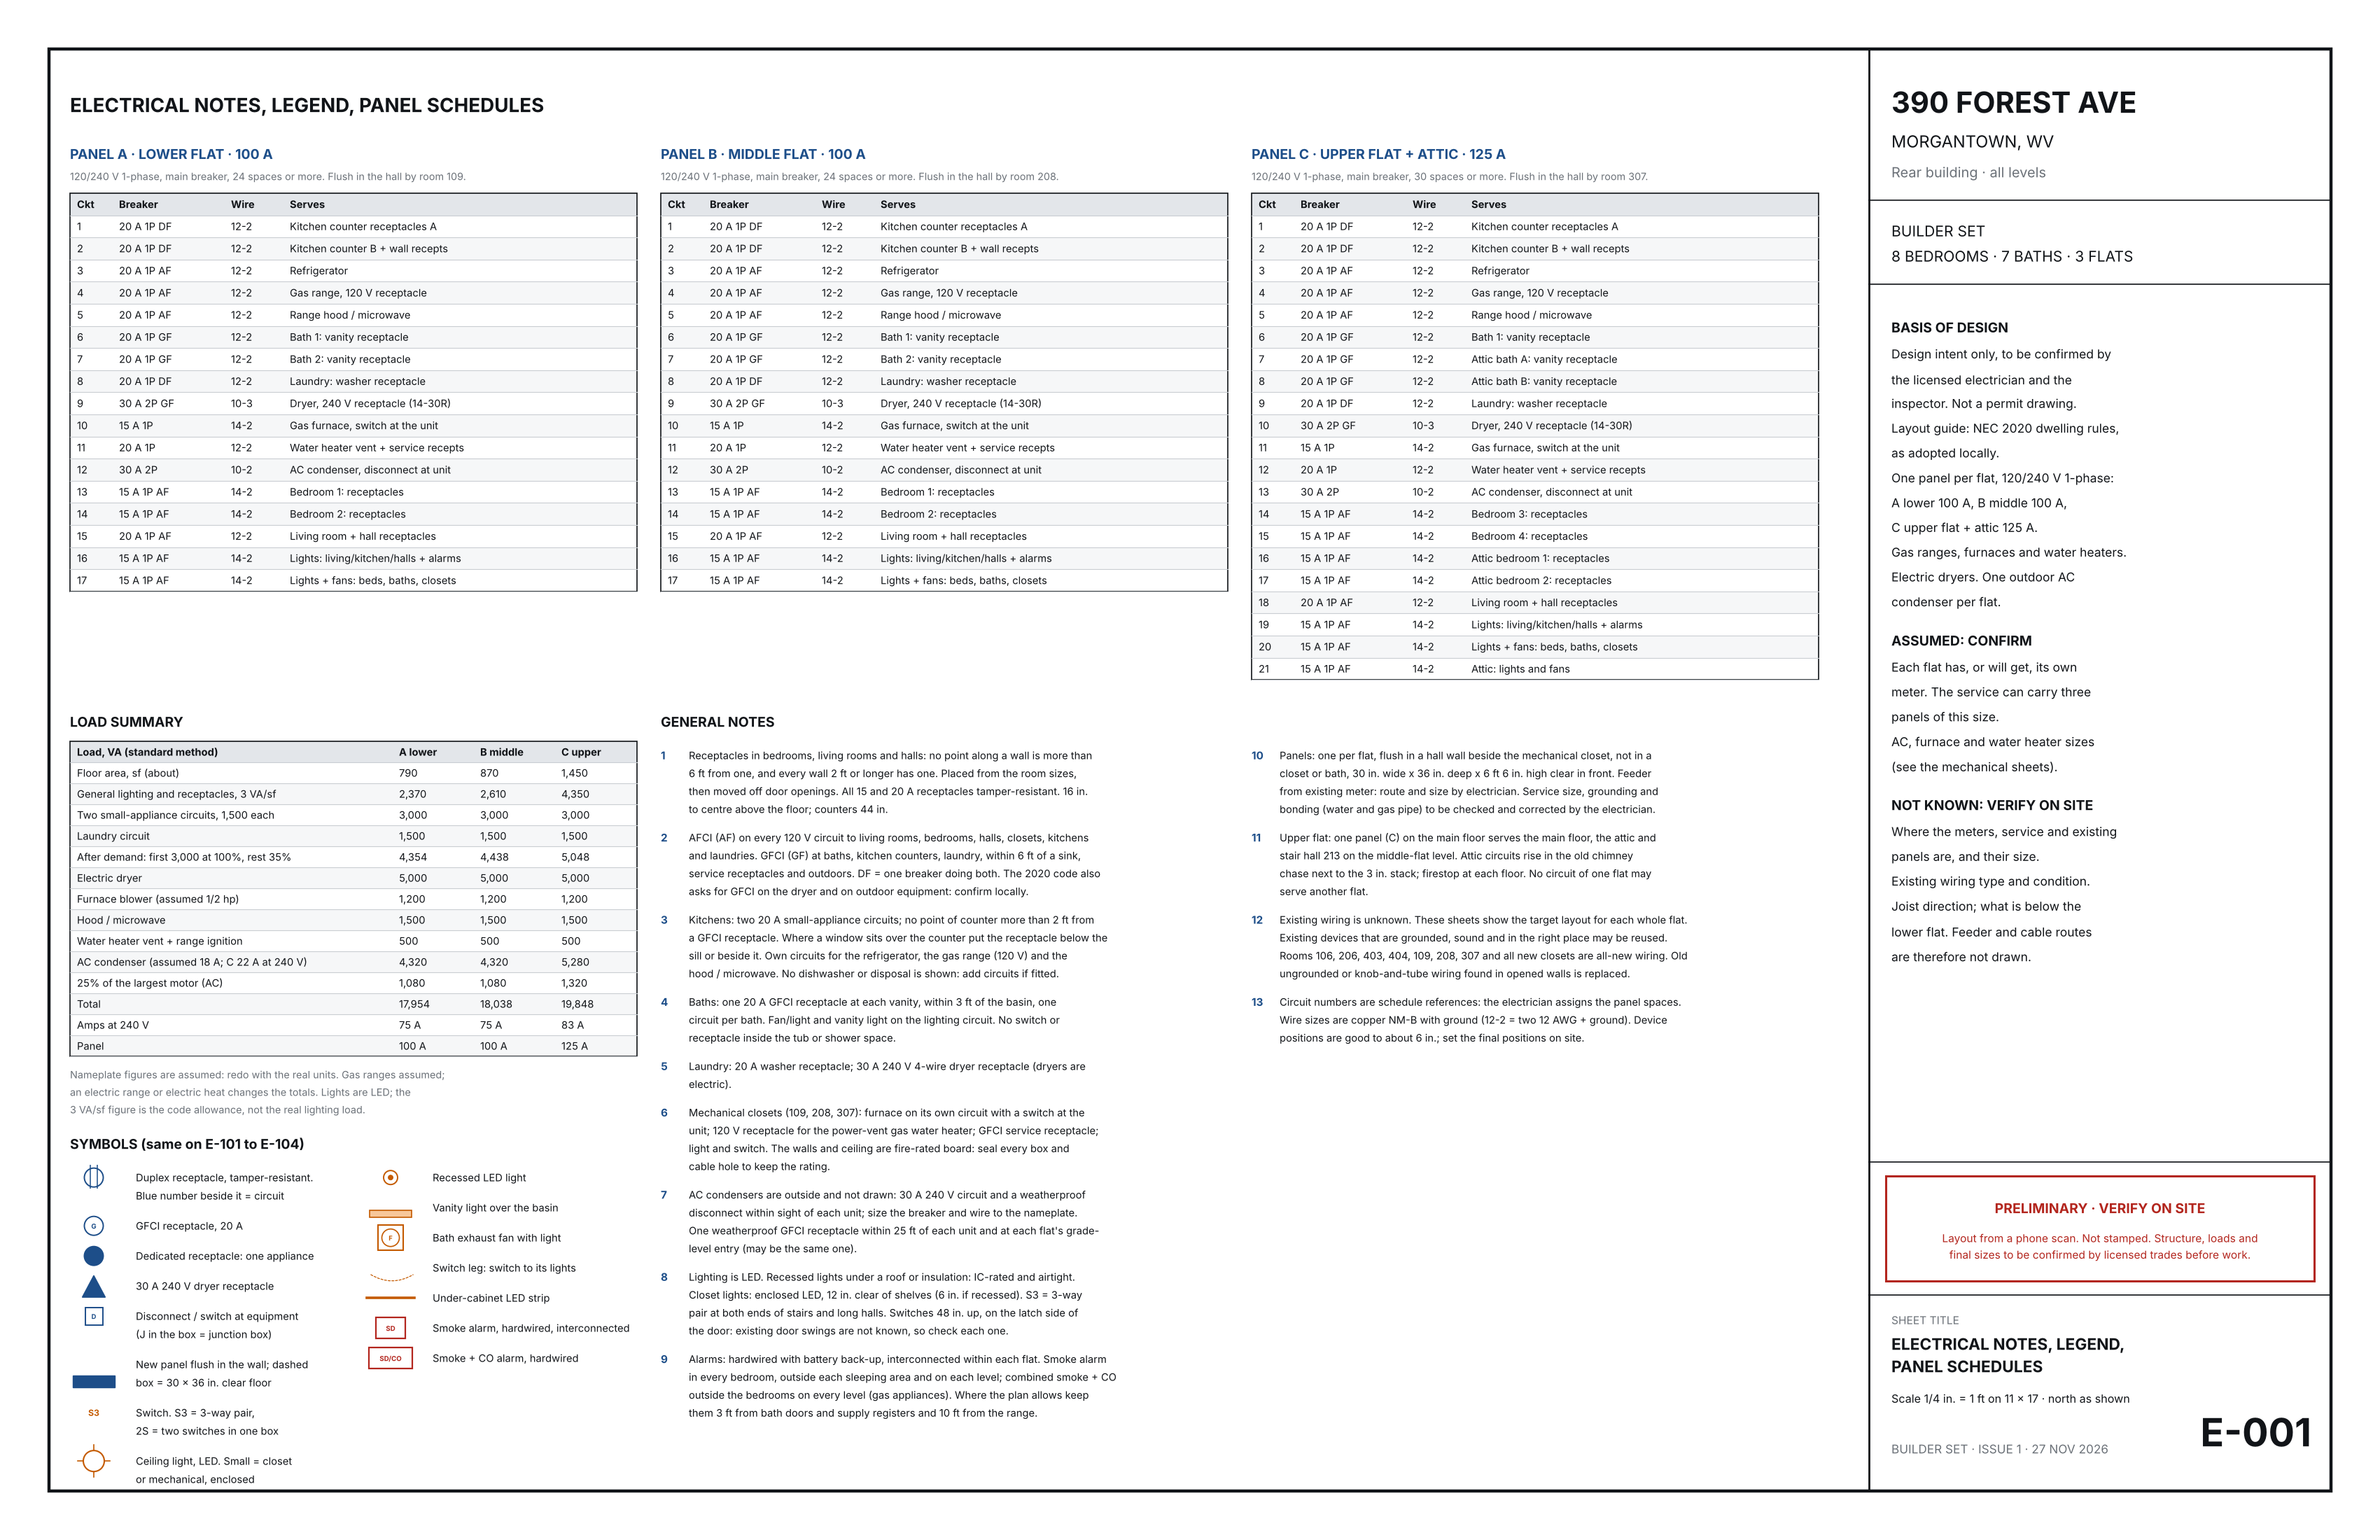 ELECTRICAL NOTES, LEGEND, PANEL SCHEDULES
PANEL A · LOWER FLAT · 100 A
120/240 V 1-phase, main breaker, 24 spaces or more. Flush in the hall by room 109.
Ckt Breaker Wire Serves
1 20 A 1P DF 12-2 Kitchen counter receptacles A
2 20 A 1P DF 12-2 Kitchen counter B + wall recepts
3 20 A 1P AF 12-2 Refrigerator
4 20 A 1P AF 12-2 Gas range, 120 V receptacle
5 20 A 1P AF 12-2 Range hood / microwave
6 20 A 1P GF 12-2 Bath 1: vanity receptacle
7 20 A 1P GF 12-2 Bath 2: vanity receptacle
8 20 A 1P DF 12-2 Laundry: washer receptacle
9 30 A 2P GF 10-3 Dryer, 240 V receptacle (14-30R)
10 15 A 1P 14-2 Gas furnace, switch at the unit
11 20 A 1P 12-2 Water heater vent + service recepts
12 30 A 2P 10-2 AC condenser, disconnect at unit
13 15 A 1P AF 14-2 Bedroom 1: receptacles
14 15 A 1P AF 14-2 Bedroom 2: receptacles
15 20 A 1P AF 12-2 Living room + hall receptacles
16 15 A 1P AF 14-2 Lights: living/kitchen/halls + alarms
17 15 A 1P AF 14-2 Lights + fans: beds, baths, closets
PANEL B · MIDDLE FLAT · 100 A
120/240 V 1-phase, main breaker, 24 spaces or more. Flush in the hall by room 208.
Ckt Breaker Wire Serves
1 20 A 1P DF 12-2 Kitchen counter receptacles A
2 20 A 1P DF 12-2 Kitchen counter B + wall recepts
3 20 A 1P AF 12-2 Refrigerator
4 20 A 1P AF 12-2 Gas range, 120 V receptacle
5 20 A 1P AF 12-2 Range hood / microwave
6 20 A 1P GF 12-2 Bath 1: vanity receptacle
7 20 A 1P GF 12-2 Bath 2: vanity receptacle
8 20 A 1P DF 12-2 Laundry: washer receptacle
9 30 A 2P GF 10-3 Dryer, 240 V receptacle (14-30R)
10 15 A 1P 14-2 Gas furnace, switch at the unit
11 20 A 1P 12-2 Water heater vent + service recepts
12 30 A 2P 10-2 AC condenser, disconnect at unit
13 15 A 1P AF 14-2 Bedroom 1: receptacles
14 15 A 1P AF 14-2 Bedroom 2: receptacles
15 20 A 1P AF 12-2 Living room + hall receptacles
16 15 A 1P AF 14-2 Lights: living/kitchen/halls + alarms
17 15 A 1P AF 14-2 Lights + fans: beds, baths, closets
PANEL C · UPPER FLAT + ATTIC · 125 A
120/240 V 1-phase, main breaker, 30 spaces or more. Flush in the hall by room 307.
Ckt Breaker Wire Serves
1 20 A 1P DF 12-2 Kitchen counter receptacles A
2 20 A 1P DF 12-2 Kitchen counter B + wall recepts
3 20 A 1P AF 12-2 Refrigerator
4 20 A 1P AF 12-2 Gas range, 120 V receptacle
5 20 A 1P AF 12-2 Range hood / microwave
6 20 A 1P GF 12-2 Bath 1: vanity receptacle
7 20 A 1P GF 12-2 Attic bath A: vanity receptacle
8 20 A 1P GF 12-2 Attic bath B: vanity receptacle
9 20 A 1P DF 12-2 Laundry: washer receptacle
10 30 A 2P GF 10-3 Dryer, 240 V receptacle (14-30R)
11 15 A 1P 14-2 Gas furnace, switch at the unit
12 20 A 1P 12-2 Water heater vent + service recepts
13 30 A 2P 10-2 AC condenser, disconnect at unit
14 15 A 1P AF 14-2 Bedroom 3: receptacles
15 15 A 1P AF 14-2 Bedroom 4: receptacles
16 15 A 1P AF 14-2 Attic bedroom 1: receptacles
17 15 A 1P AF 14-2 Attic bedroom 2: receptacles
18 20 A 1P AF 12-2 Living room + hall receptacles
19 15 A 1P AF 14-2 Lights: living/kitchen/halls + alarms
20 15 A 1P AF 14-2 Lights + fans: beds, baths, closets
21 15 A 1P AF 14-2 Attic: lights and fans
LOAD SUMMARY
Load, VA (standard method) A lower B middle C upper
Floor area, sf (about) 790 870 1,450
General lighting and receptacles, 3 VA/sf 2,370 2,610 4,350
Two small-appliance circuits, 1,500 each 3,000 3,000 3,000
Laundry circuit 1,500 1,500 1,500
After demand: first 3,000 at 100%, rest 35% 4,354 4,438 5,048
Electric dryer 5,000 5,000 5,000
Furnace blower (assumed 1/2 hp) 1,200 1,200 1,200
Hood / microwave 1,500 1,500 1,500
Water heater vent + range ignition 500 500 500
AC condenser (assumed 18 A; C 22 A at 240 V) 4,320 4,320 5,280
25% of the largest motor (AC) 1,080 1,080 1,320
Total 17,954 18,038 19,848
Amps at 240 V 75 A 75 A 83 A
Panel 100 A 100 A 125 A
Nameplate figures are assumed: redo with the real units. Gas ranges assumed;
an electric range or electric heat changes the totals. Lights are LED; the
3 VA/sf figure is the code allowance, not the real lighting load.
SYMBOLS (same on E-101 to E-104)
Duplex receptacle, tamper-resistant.
Blue number beside it = circuit
G GFCI receptacle, 20 A
Dedicated receptacle: one appliance
30 A 240 V dryer receptacle
D Disconnect / switch at equipment
(J in the box = junction box)
New panel flush in the wall; dashed
box = 30 × 36 in. clear floor
S3 Switch. S3 = 3-way pair,
2S = two switches in one box
Ceiling light, LED. Small = closet
or mechanical, enclosed
Recessed LED light
Vanity light over the basin
F Bath exhaust fan with light
Switch leg: switch to its lights
Under-cabinet LED strip
SD Smoke alarm, hardwired, interconnected
SD/CO Smoke + CO alarm, hardwired
GENERAL NOTES
1 Receptacles in bedrooms, living rooms and halls: no point along a wall is more than
6 ft from one, and every wall 2 ft or longer has one. Placed from the room sizes,
then moved off door openings. All 15 and 20 A receptacles tamper-resistant. 16 in.
to centre above the floor; counters 44 in.
2 AFCI (AF) on every 120 V circuit to living rooms, bedrooms, halls, closets, kitchens
and laundries. GFCI (GF) at baths, kitchen counters, laundry, within 6 ft of a sink,
service receptacles and outdoors. DF = one breaker doing both. The 2020 code also
asks for GFCI on the dryer and on outdoor equipment: confirm locally.
3 Kitchens: two 20 A small-appliance circuits; no point of counter more than 2 ft from
a GFCI receptacle. Where a window sits over the counter put the receptacle below the
sill or beside it. Own circuits for the refrigerator, the gas range (120 V) and the
hood / microwave. No dishwasher or disposal is shown: add circuits if fitted.
4 Baths: one 20 A GFCI receptacle at each vanity, within 3 ft of the basin, one
circuit per bath. Fan/light and vanity light on the lighting circuit. No switch or
receptacle inside the tub or shower space.
5 Laundry: 20 A washer receptacle; 30 A 240 V 4-wire dryer receptacle (dryers are
electric).
6 Mechanical closets (109, 208, 307): furnace on its own circuit with a switch at the
unit; 120 V receptacle for the power-vent gas water heater; GFCI service receptacle;
light and switch. The walls and ceiling are fire-rated board: seal every box and
cable hole to keep the rating.
7 AC condensers are outside and not drawn: 30 A 240 V circuit and a weatherproof
disconnect within sight of each unit; size the breaker and wire to the nameplate.
One weatherproof GFCI receptacle within 25 ft of each unit and at each flat's grade-
level entry (may be the same one).
8 Lighting is LED. Recessed lights under a roof or insulation: IC-rated and airtight.
Closet lights: enclosed LED, 12 in. clear of shelves (6 in. if recessed). S3 = 3-way
pair at both ends of stairs and long halls. Switches 48 in. up, on the latch side of
the door: existing door swings are not known, so check each one.
9 Alarms: hardwired with battery back-up, interconnected within each flat. Smoke alarm
in every bedroom, outside each sleeping area and on each level; combined smoke + CO
outside the bedrooms on every level (gas appliances). Where the plan allows keep
them 3 ft from bath doors and supply registers and 10 ft from the range.
10 Panels: one per flat, flush in a hall wall beside the mechanical closet, not in a
closet or bath, 30 in. wide x 36 in. deep x 6 ft 6 in. high clear in front. Feeder
from existing meter: route and size by electrician. Service size, grounding and
bonding (water and gas pipe) to be checked and corrected by the electrician.
11 Upper flat: one panel (C) on the main floor serves the main floor, the attic and
stair hall 213 on the middle-flat level. Attic circuits rise in the old chimney
chase next to the 3 in. stack; firestop at each floor. No circuit of one flat may
serve another flat.
12 Existing wiring is unknown. These sheets show the target layout for each whole flat.
Existing devices that are grounded, sound and in the right place may be reused.
Rooms 106, 206, 403, 404, 109, 208, 307 and all new closets are all-new wiring. Old
ungrounded or knob-and-tube wiring found in opened walls is replaced.
13 Circuit numbers are schedule references: the electrician assigns the panel spaces.
Wire sizes are copper NM-B with ground (12-2 = two 12 AWG + ground). Device
positions are good to about 6 in.; set the final positions on site.
390 FOREST AVE
MORGANTOWN, WV
Rear building · all levels
BUILDER SET
8 BEDROOMS · 7 BATHS · 3 FLATS
BASIS OF DESIGN
Design intent only, to be confirmed by
the licensed electrician and the
inspector. Not a permit drawing.
Layout guide: NEC 2020 dwelling rules,
as adopted locally.
One panel per flat, 120/240 V 1-phase:
A lower 100 A, B middle 100 A,
C upper flat + attic 125 A.
Gas ranges, furnaces and water heaters.
Electric dryers. One outdoor AC
condenser per flat.
ASSUMED: CONFIRM
Each flat has, or will get, its own
meter. The service can carry three
panels of this size.
AC, furnace and water heater sizes
(see the mechanical sheets).
NOT KNOWN: VERIFY ON SITE
Where the meters, service and existing
panels are, and their size.
Existing wiring type and condition.
Joist direction; what is below the
lower flat. Feeder and cable routes
are therefore not drawn.
PRELIMINARY · VERIFY ON SITE
Layout from a phone scan. Not stamped. Structure, loads and
final sizes to be confirmed by licensed trades before work.
SHEET TITLE
ELECTRICAL NOTES, LEGEND,
PANEL SCHEDULES
Scale 1/4 in. = 1 ft on 11 × 17 · north as shown
BUILDER SET · ISSUE 1 · 27 NOV 2026
E-001